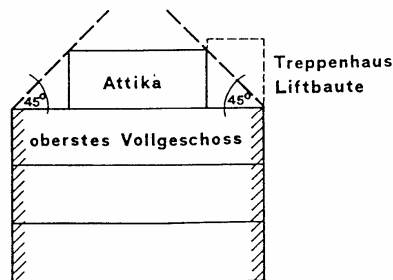 Treppenhaus
Attika
Liftbaute
45°
45°
oberstes Vollgeschoss